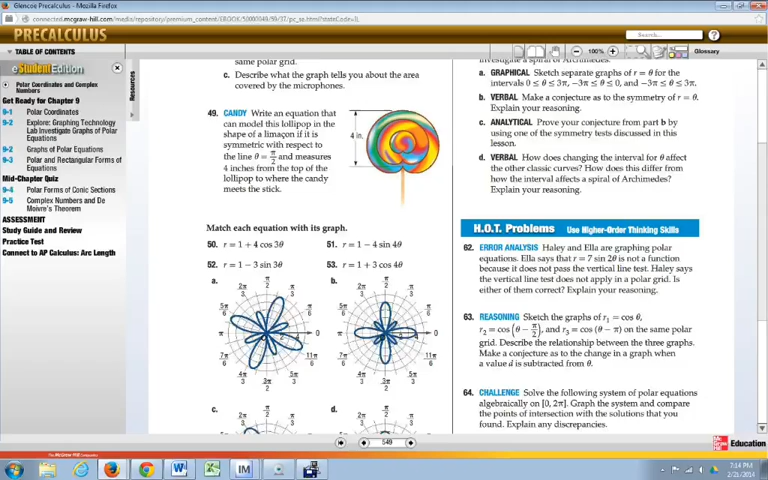 Glencoe Precalculus - Mozilla Firefox
PRECALCULUS
Search...
TABLE OF CONTENTS
100%
Glossary
eStudentEdition
Polar Coordinates and Complex
Numbers
Get Ready for Chapter 9
9-1 Polar Coordinates
9-2 Explore: Graphing Technology
Lab Investigate Graphs of Polar
Equations
9-2 Graphs of Polar Equations
9-3 Polar and Rectangular Forms of
Equations
Mid-Chapter Quiz
9-4 Polar Forms of Conic Sections
9-5 Complex Numbers and De
Moivre's Theorem
ASSESSMENT
Study Guide and Review
Practice Test
Connect to AP Calculus: Arc Length
Resources
same polar grid.
c. Describe what the graph tells you about the area
covered by the microphones.
49. CANDY Write an equation that
can model this lollipop in the
shape of a limaçon if it is
symmetric with respect to
the line θ = π/2 and measures
4 inches from the top of the
lollipop to where the candy
meets the stick.
4 in.
Match each equation with its graph.
50. r = 1 + 4 cos 3θ
51. r = 1 − 4 sin 4θ
52. r = 1 − 3 sin 3θ
53. r = 1 + 3 cos 4θ
a.
b.
c.
d.
investigate a spiral of Archimedes.
a. GRAPHICAL Sketch separate graphs of r = θ for the
intervals 0 ≤ θ ≤ 3π, −3π ≤ θ ≤ 0, and −3π ≤ θ ≤ 3π.
b. VERBAL Make a conjecture as to the symmetry of r = θ.
Explain your reasoning.
c. ANALYTICAL Prove your conjecture from part b by
using one of the symmetry tests discussed in this
lesson.
d. VERBAL How does changing the interval for θ affect
the other classic curves? How does this differ from
how the interval affects a spiral of Archimedes?
Explain your reasoning.
H.O.T. Problems Use Higher-Order Thinking Skills
62. ERROR ANALYSIS Haley and Ella are graphing polar
equations. Ella says that r = 7 sin 2θ is not a function
because it does not pass the vertical line test. Haley says
the vertical line test does not apply in a polar grid. Is
either of them correct? Explain your reasoning.
63. REASONING Sketch the graphs of r₁ = cos θ,
r₂ = cos (θ − π/2), and r₃ = cos (θ − π) on the same polar
grid. Describe the relationship between the three graphs.
Make a conjecture as to the change in a graph when
a value d is subtracted from θ.
64. CHALLENGE Solve the following system of polar equations
algebraically on [0, 2π]. Graph the system and compare
the points of intersection with the solutions that you
found. Explain any discrepancies.
549
Education
7:14 PM
2/21/2014